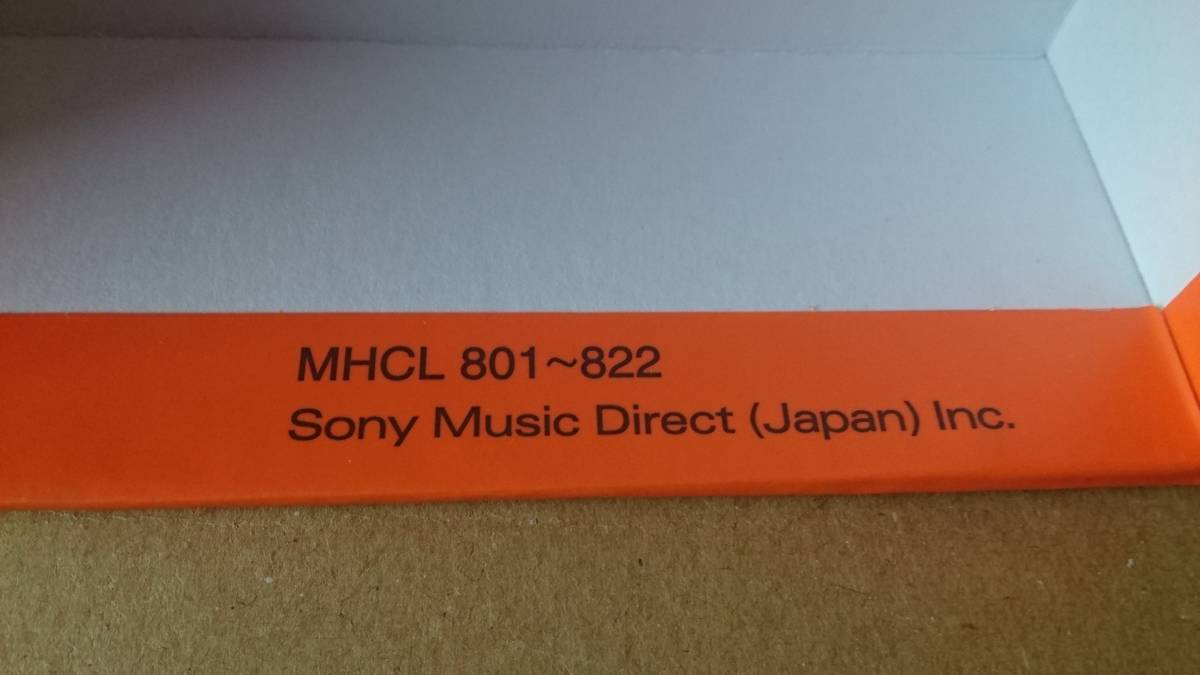 MHCL 801~822
Sony Music Direct (Japan) Inc.